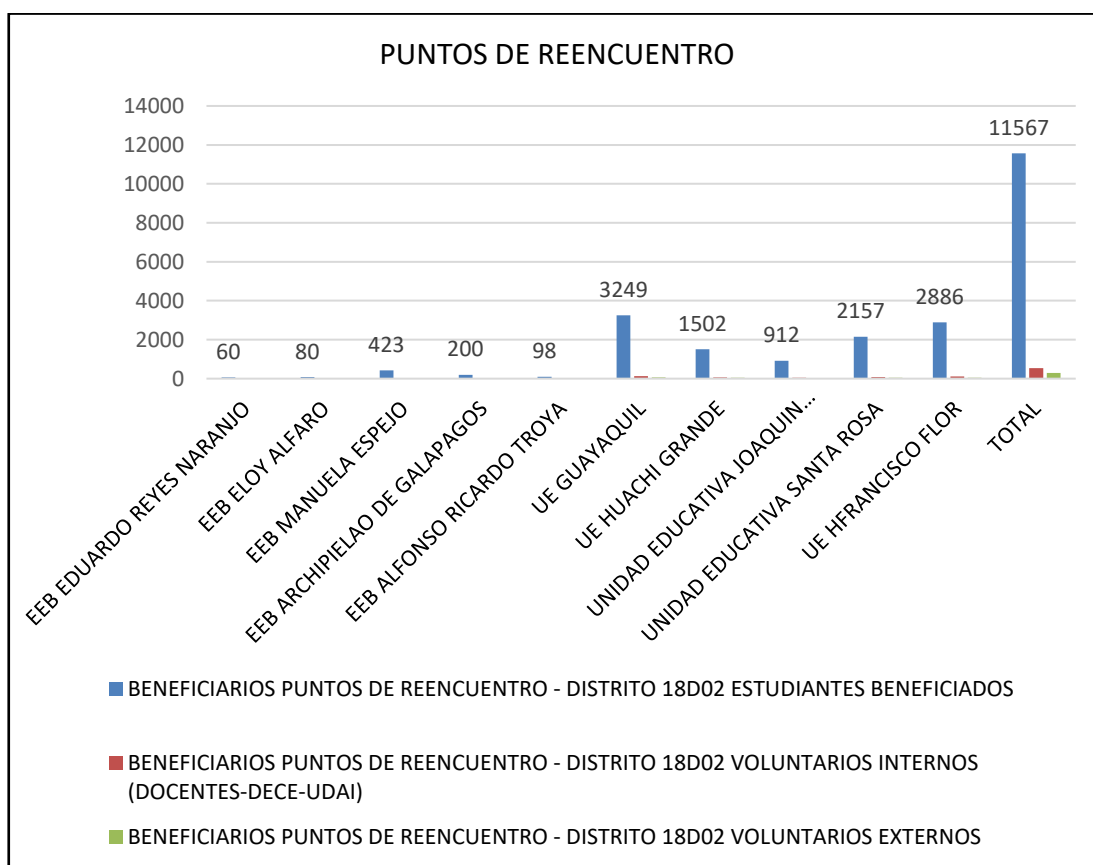 PUNTOS DE REENCUENTRO
14000
12000
10000
8000
6000
4000
2000
0
60
80
423
200
98
3249
1502
912
2157
2886
11567
EEB EDUARDO REYES NARANJO
EEB ELOY ALFARO
EEB MANUELA ESPEJO
EEB ARCHIPIELAO DE GALAPAGOS
EEB ALFONSO RICARDO TROYA
UE GUAYAQUIL
UE HUACHI GRANDE
UNIDAD EDUCATIVA JOAQUIN...
UNIDAD EDUCATIVA SANTA ROSA
UE HFRANCISCO FLOR
TOTAL
BENEFICIARIOS PUNTOS DE REENCUENTRO - DISTRITO 18D02 ESTUDIANTES BENEFICIADOS
BENEFICIARIOS PUNTOS DE REENCUENTRO - DISTRITO 18D02 VOLUNTARIOS INTERNOS
(DOCENTES-DECE-UDAI)
BENEFICIARIOS PUNTOS DE REENCUENTRO - DISTRITO 18D02 VOLUNTARIOS EXTERNOS